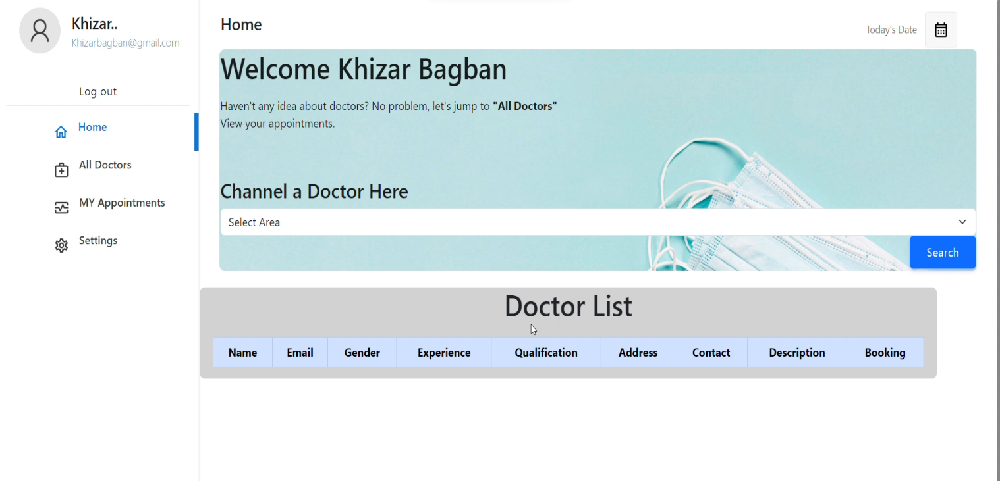 Khizar..
Khizarbagban@gmail.com
Log out
Home
All Doctors
MY Appointments
Settings
Home
Today's Date
Welcome Khizar Bagban
Haven't any idea about doctors? No problem, let's jump to "All Doctors"
View your appointments.
Channel a Doctor Here
Select Area
Search
Doctor List
Name Email Gender Experience Qualification Address Contact Description Booking